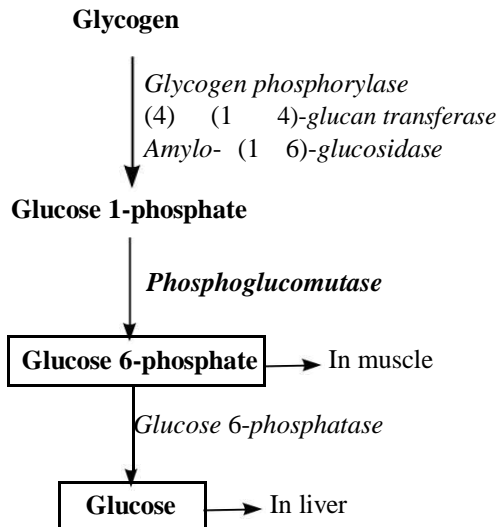 Glycogen
Glycogen phosphorylase
(4) (1 4)-glucan transferase
Amylo- (1 6)-glucosidase
Glucose 1-phosphate
Phosphoglucomutase
Glucose 6-phosphate In muscle
Glucose 6-phosphatase
Glucose In liver